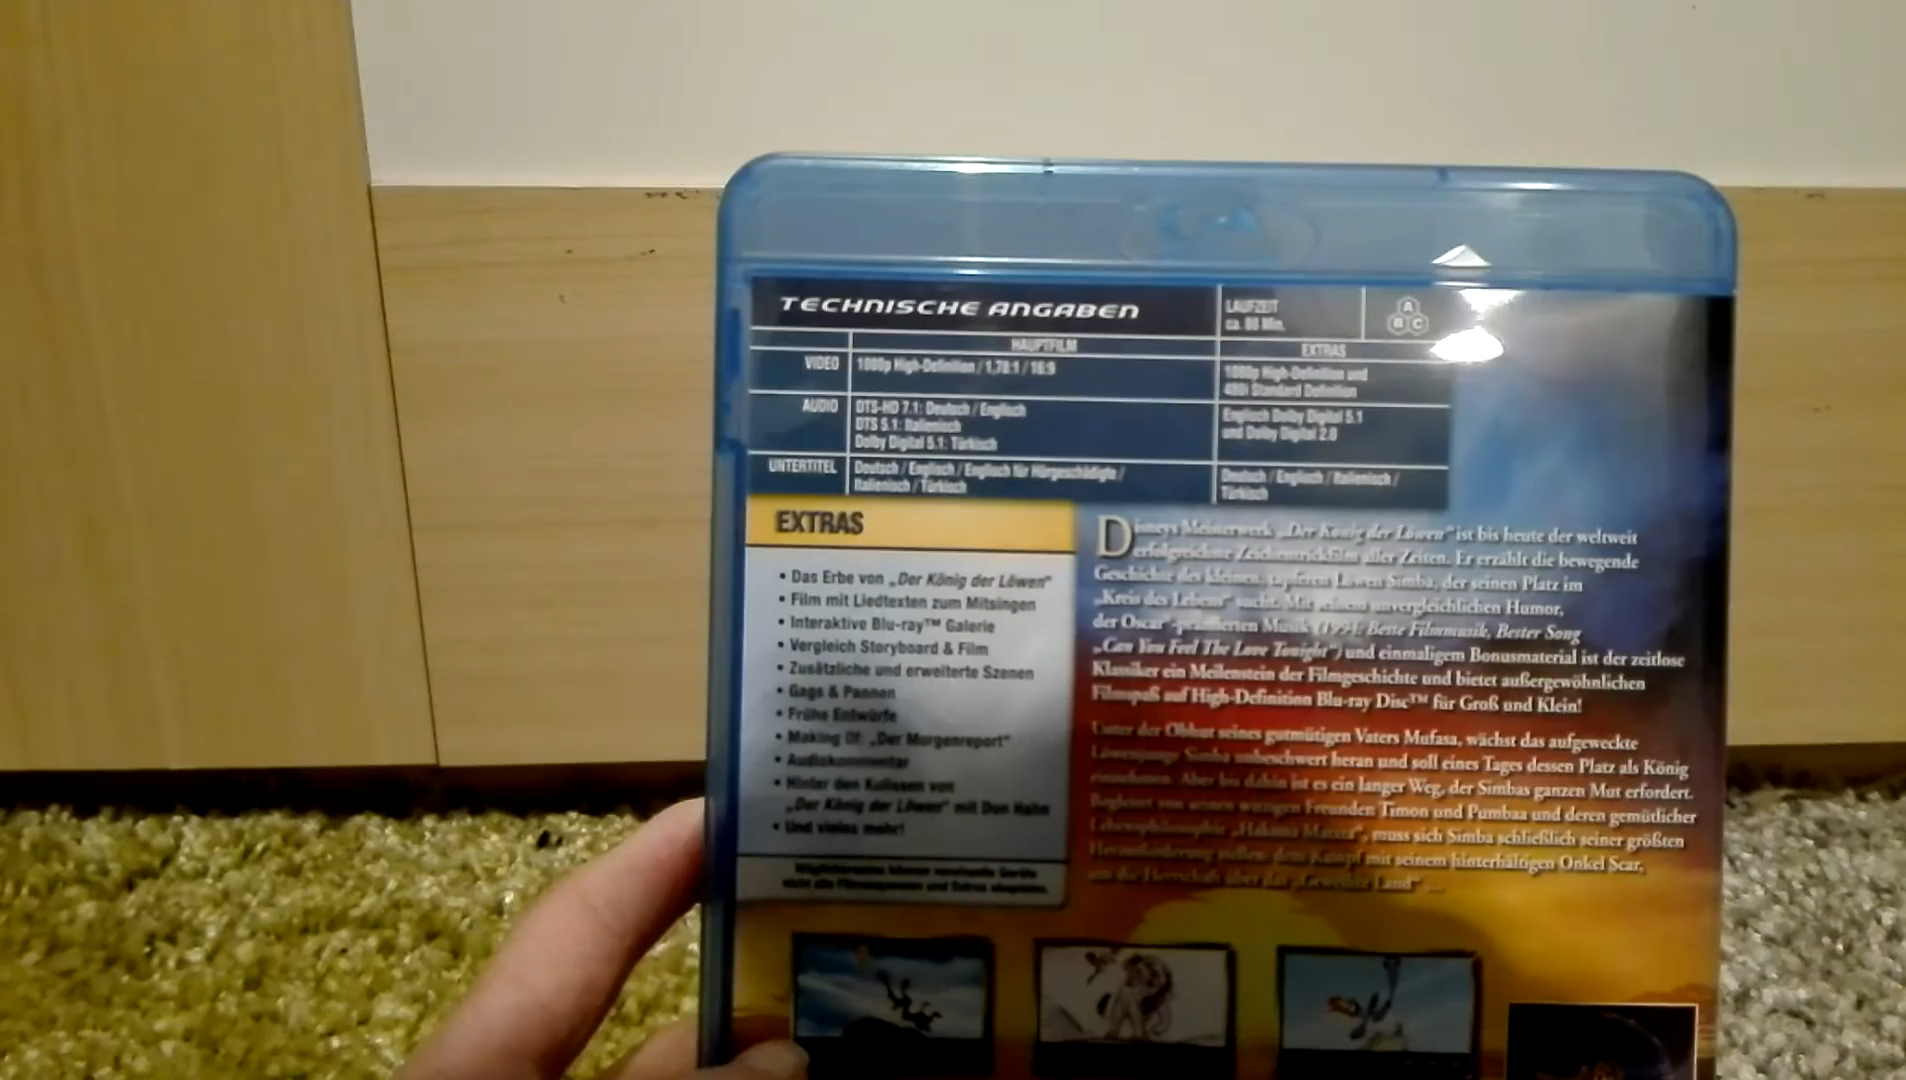 TECHNISCHE ANGABEN
LAUFZEIT
ca. 88 Min.
A
B C
HAUPTFILM
EXTRAS
VIDEO
1080p High-Definition / 1,78:1 / 16:9
1080p High-Definition und
480i Standard Definition
AUDIO
DTS-HD 7.1: Deutsch / Englisch
DTS 5.1: Italienisch
Dolby Digital 5.1: Türkisch
Englisch Dolby Digital 5.1
und Dolby Digital 2.0
UNTERTITEL
Deutsch / Englisch / Englisch für Hörgeschädigte /
Italienisch / Türkisch
Deutsch / Englisch / Italienisch /
Türkisch
EXTRAS
• Das Erbe von „Der König der Löwen“
• Film mit Liedtexten zum Mitsingen
• Interaktive Blu-ray™ Galerie
• Vergleich Storyboard & Film
• Zusätzliche und erweiterte Szenen
• Gags & Pannen
• Frühe Entwürfe
• Making Of: „Der Morgenreport“
• Audiokommentar
• Hinter den Kulissen von
„Der König der Löwen“ mit Don Hahn
• Und vieles mehr!
Möglicherweise können vereinzelte Geräte
nicht alle Filmsequenzen und Extras abspielen.
Disneys Meisterwerk „Der König der Löwen“ ist bis heute der weltweit
erfolgreichste Zeichentrickfilm aller Zeiten. Er erzählt die bewegende
Geschichte des kleinen, tapferen Löwen Simba, der seinen Platz im
„Kreis des Lebens“ sucht. Mit seinem unvergleichlichen Humor,
der Oscar®-prämierten Musik (1994: Beste Filmmusik, Bester Song
„Can You Feel The Love Tonight“) und einmaligem Bonusmaterial ist der zeitlose
Klassiker ein Meilenstein der Filmgeschichte und bietet außergewöhnlichen
Filmspaß auf High-Definition Blu-ray Disc™ für Groß und Klein!
Unter der Obhut seines gutmütigen Vaters Mufasa, wächst das aufgeweckte
Löwenjunge Simba unbeschwert heran und soll eines Tages dessen Platz als König
einnehmen. Aber bis dahin ist es ein langer Weg, der Simbas ganzen Mut erfordert.
Begleitet von seinen witzigen Freunden Timon und Pumbaa und deren gemütlicher
Lebensphilosophie „Hakuna Matata“, muss sich Simba schließlich seiner größten
Herausforderung stellen: dem Kampf mit seinem hinterhältigen Onkel Scar,
um die Herrschaft über das „Geweihte Land“ ...